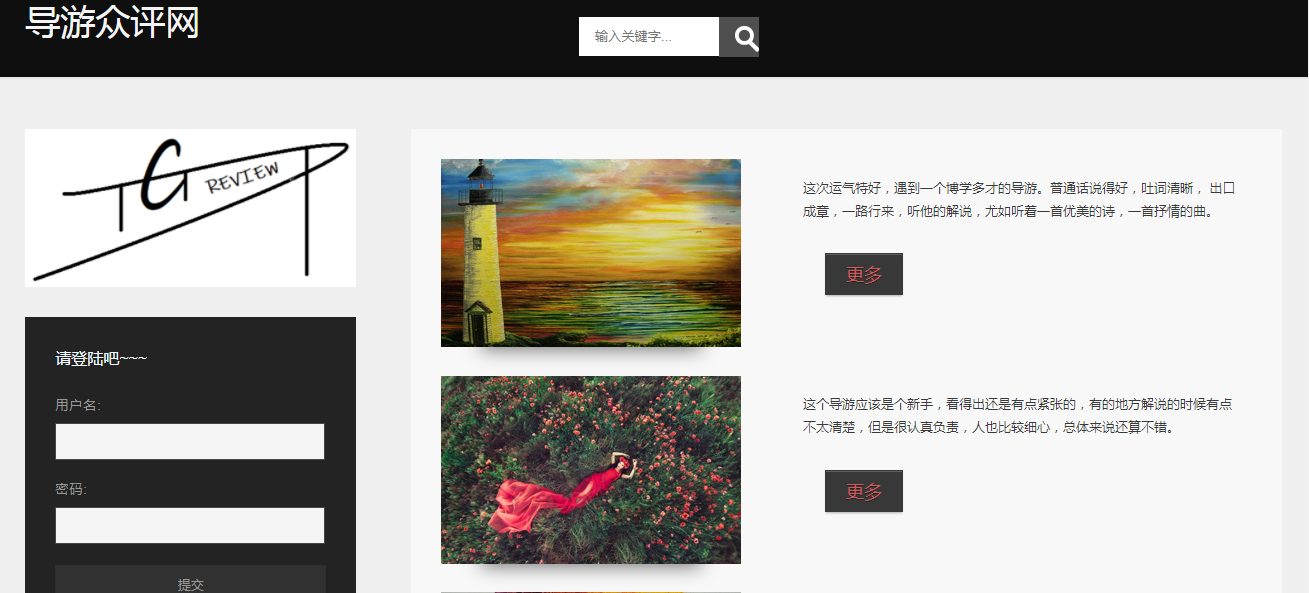 导游众评网
输入关键字...
TG REVIEW
请登陆吧~~~
用户名:
密码:
提交
这次运气特好，遇到一个博学多才的导游。普通话说得好，吐词清晰， 出口
成章，一路行来，听他的解说，尤如听着一首优美的诗，一首抒情的曲。
更多
这个导游应该是个新手，看得出还是有点紧张的，有的地方解说的时候有点
不太清楚，但是很认真负责，人也比较细心，总体来说还算不错。
更多